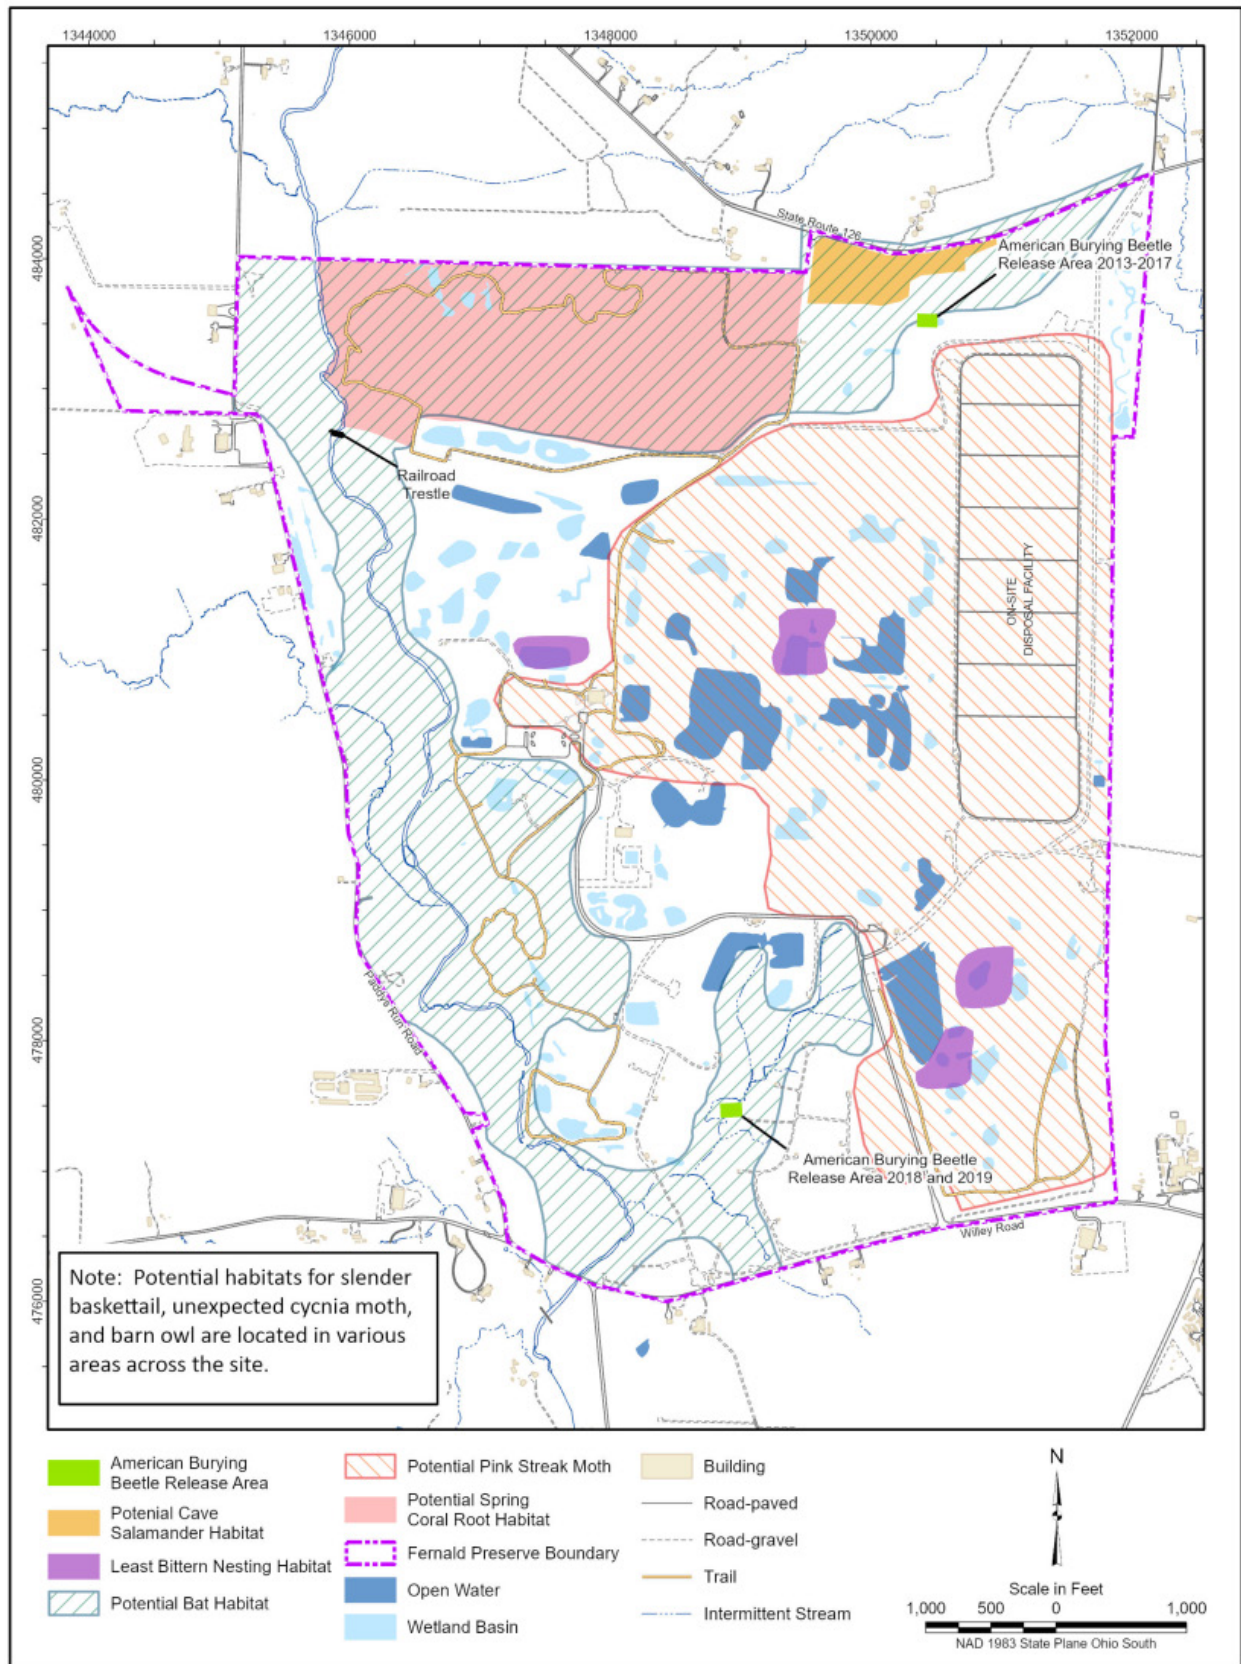 1344000
1346000
1348000
1350000
1352000
484000
482000
480000
478000
476000
State Route 126
American Burying Beetle
Release Area 2013-2017
Railroad
Trestle
ON-SITE
DISPOSAL FACILITY
Paddys Run Road
American Burying Beetle
Release Area 2018 and 2019
Willey Road
Note: Potential habitats for slender
baskettail, unexpected cycnia moth,
and barn owl are located in various
areas across the site.
American Burying
Beetle Release Area
Potenial Cave
Salamander Habitat
Least Bittern Nesting Habitat
Potential Bat Habitat
Potential Pink Streak Moth
Potential Spring
Coral Root Habitat
Fernald Preserve Boundary
Open Water
Wetland Basin
Building
Road-paved
Road-gravel
Trail
Intermittent Stream
N
Scale in Feet
1,000 500 0 1,000
NAD 1983 State Plane Ohio South